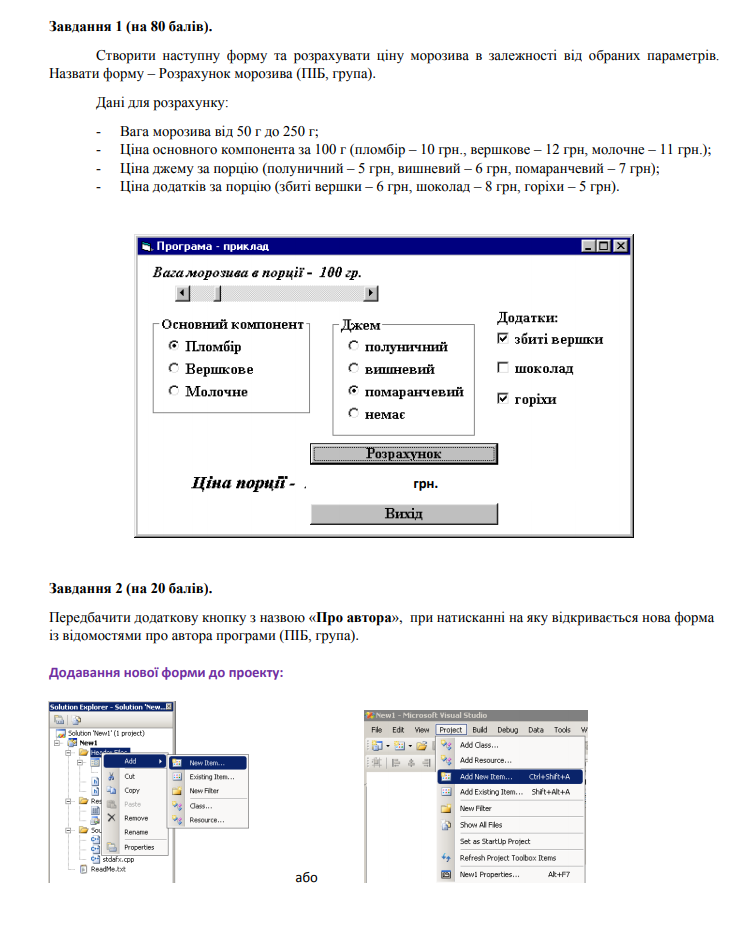 Завдання 1 (на 80 балів).
Створити наступну форму та розрахувати ціну морозива в залежності від обраних параметрів.
Назвати форму – Розрахунок морозива (ПІБ, група).
Дані для розрахунку:
- Вага морозива від 50 г до 250 г;
- Ціна основного компонента за 100 г (пломбір – 10 грн., вершкове – 12 грн, молочне – 11 грн.);
- Ціна джему за порцію (полуничний – 5 грн, вишневий – 6 грн, помаранчевий – 7 грн);
- Ціна додатків за порцію (збиті вершки – 6 грн, шоколад – 8 грн, горіхи – 5 грн).
Програма - приклад
Вага морозива в порції - 100 гр.
Основний компонент
Пломбір
Вершкове
Молочне
Джем
полуничний
вишневий
помаранчевий
немає
Додатки:
збиті вершки
шоколад
горіхи
Розрахунок
Ціна порції - . грн.
Вихід
Завдання 2 (на 20 балів).
Передбачити додаткову кнопку з назвою «Про автора», при натисканні на яку відкривається нова форма
із відомостями про автора програми (ПІБ, група).
Додавання нової форми до проекту:
Solution Explorer - Solution 'New...
Solution 'New1' (1 project)
New1
Header Files
Res
Sou
stdafx.cpp
ReadMe.txt
Add
Cut
Copy
Paste
Remove
Rename
Properties
New Item...
Existing Item...
New Filter
Class...
Resource...
або
New1 - Microsoft Visual Studio
File Edit View Project Build Debug Data Tools W
Add Class...
Add Resource...
Add New Item... Ctrl+Shift+A
Add Existing Item... Shift+Alt+A
New Filter
Show All Files
Set as StartUp Project
Refresh Project Toolbox Items
New1 Properties... Alt+F7